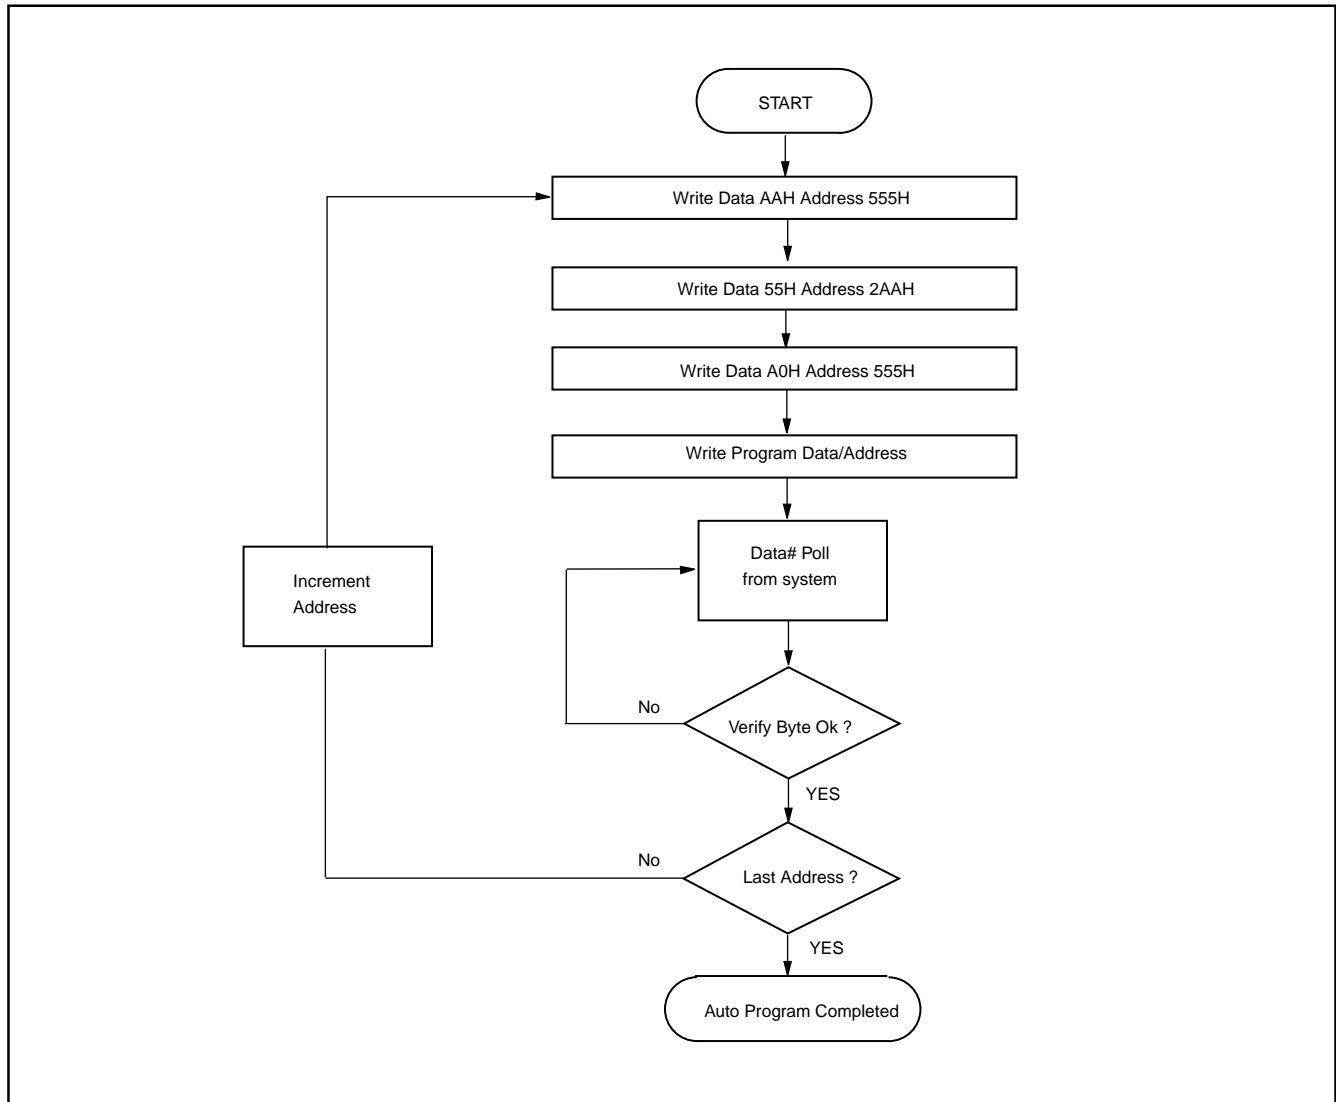 START
Write Data AAH Address 555H
Write Data 55H Address 2AAH
Write Data A0H Address 555H
Write Program Data/Address
Data# Poll
from system
Increment
Address
No
Verify Byte Ok ?
YES
No
Last Address ?
YES
Auto Program Completed